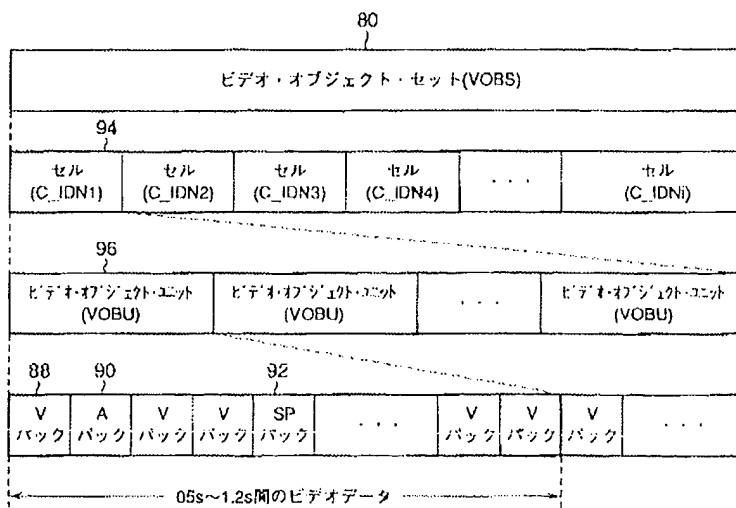 80
ビデオ・オブジェクト・セット(VOBS)
94
セル セル セル セル セル
(C_IDN1) (C_IDN2) (C_IDN3) (C_IDN4) ・・・ (C_IDNi)
96
ビデオ・オブジェクト・ユニット ビデオ・オブジェクト・ユニット ビデオ・オブジェクト・ユニット
(VOBU) (VOBU) ・・・ (VOBU)
88 90 92
V A V V SP V V V
パック パック パック パック パック ・・・ パック パック パック ・・・
05s～1.2s間のビデオデータ